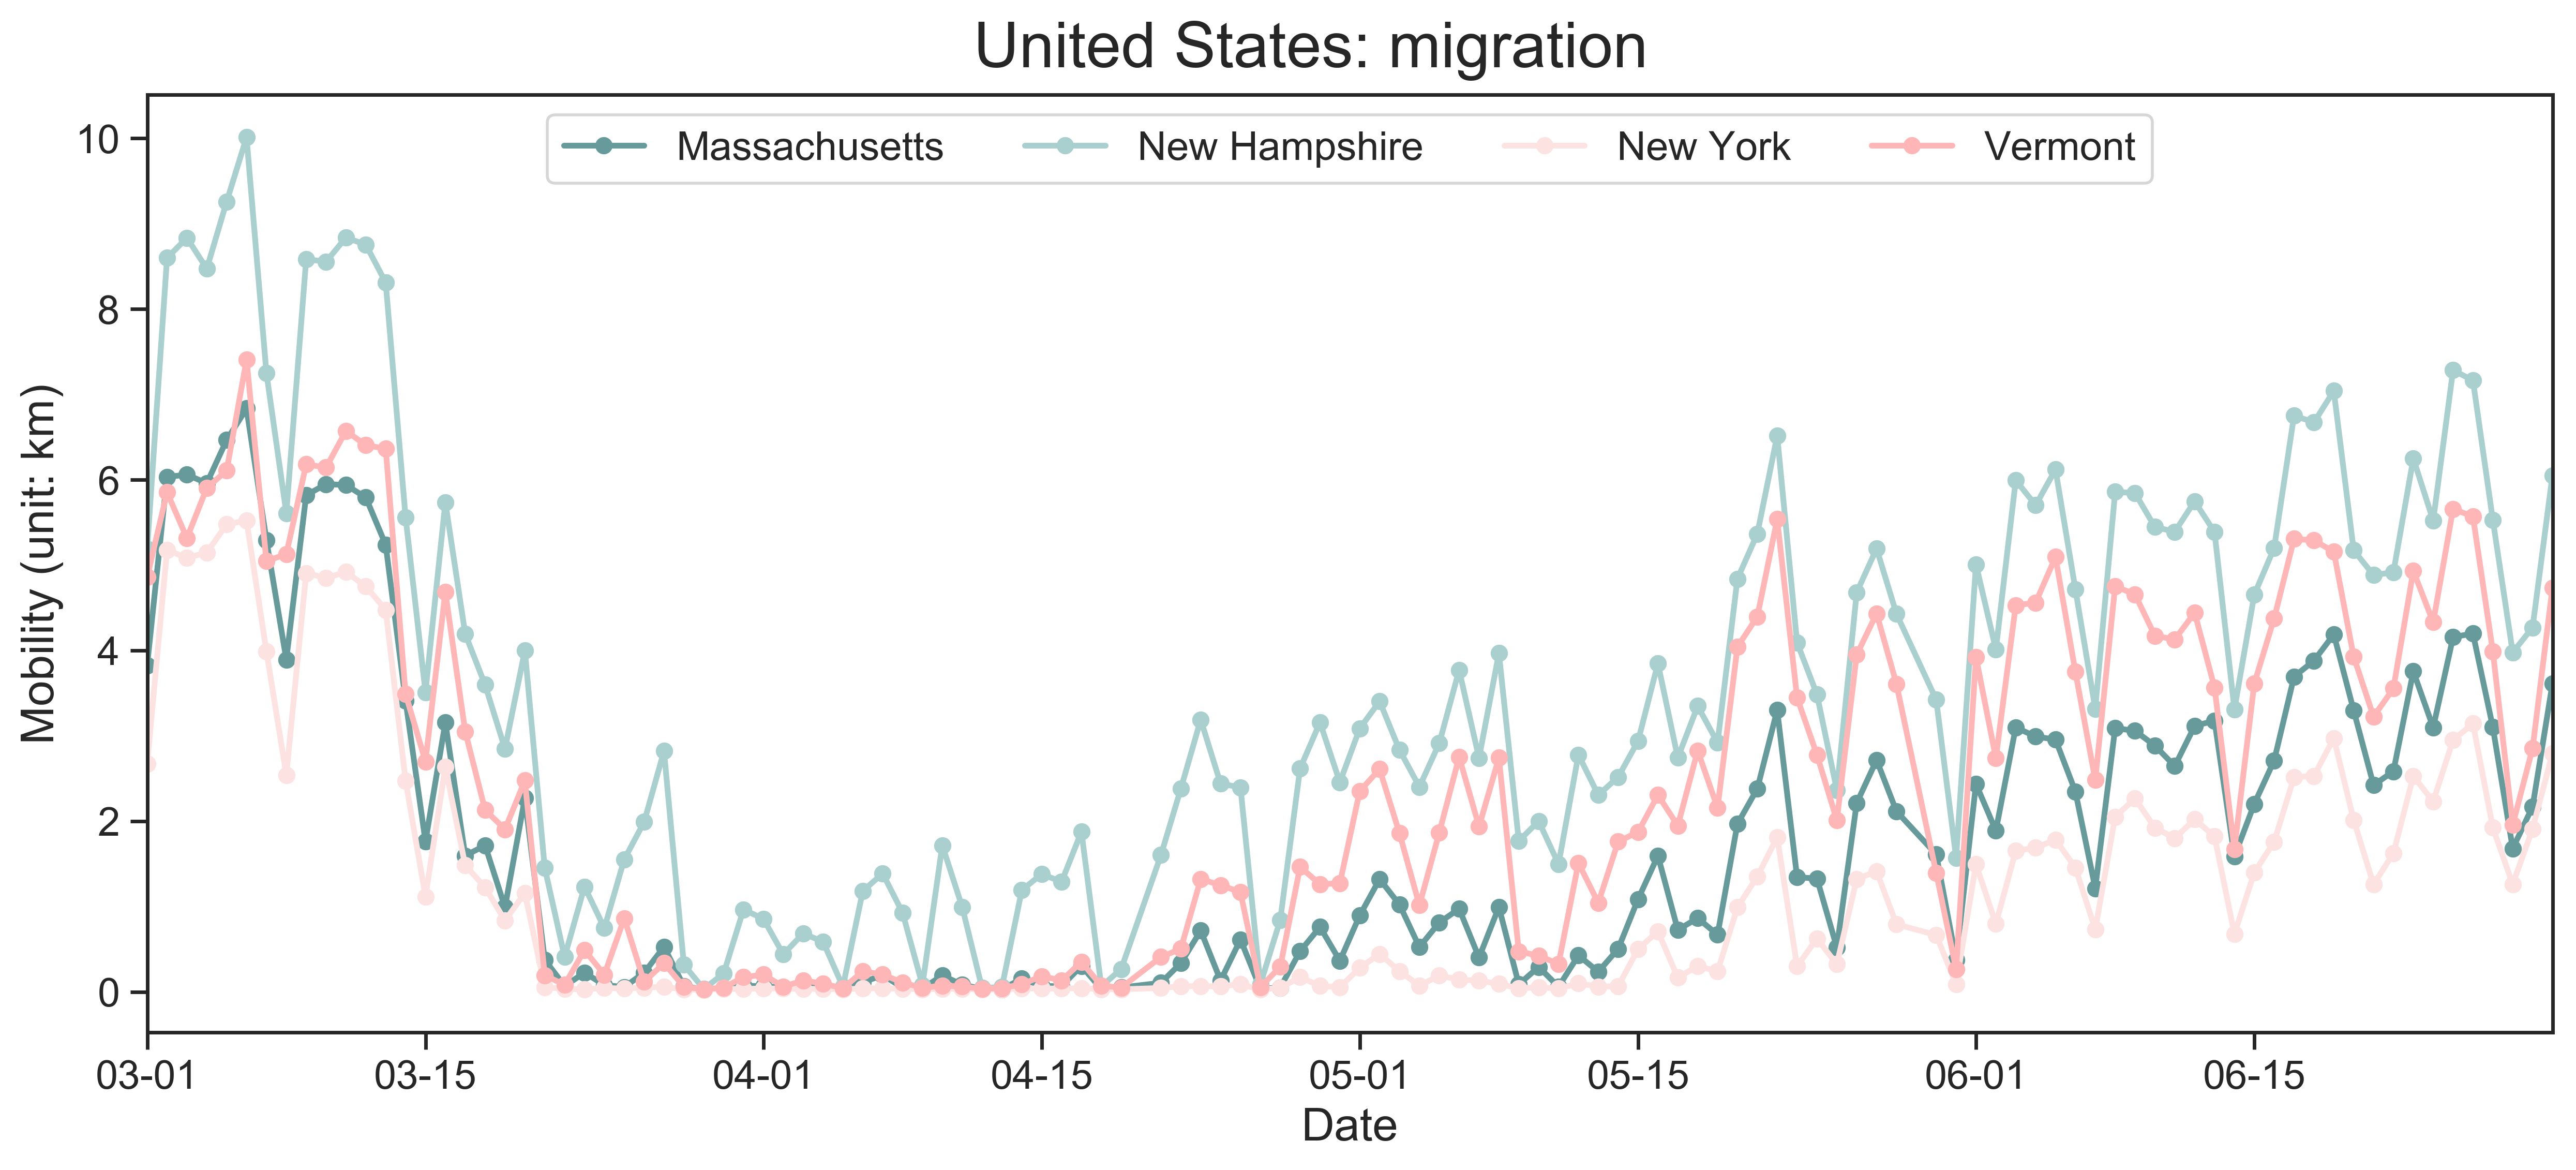 United States: migration
Massachusetts New Hampshire New York Vermont
Mobility (unit: km)
10
8
6
4
2
0
03-01 03-15 04-01 04-15 05-01 05-15 06-01 06-15
Date